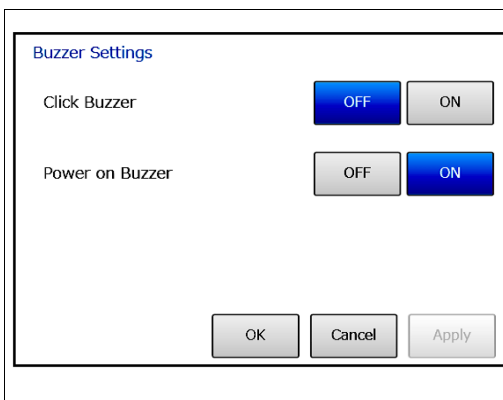 Buzzer Settings
Click Buzzer OFF ON
Power on Buzzer OFF ON
OK Cancel Apply